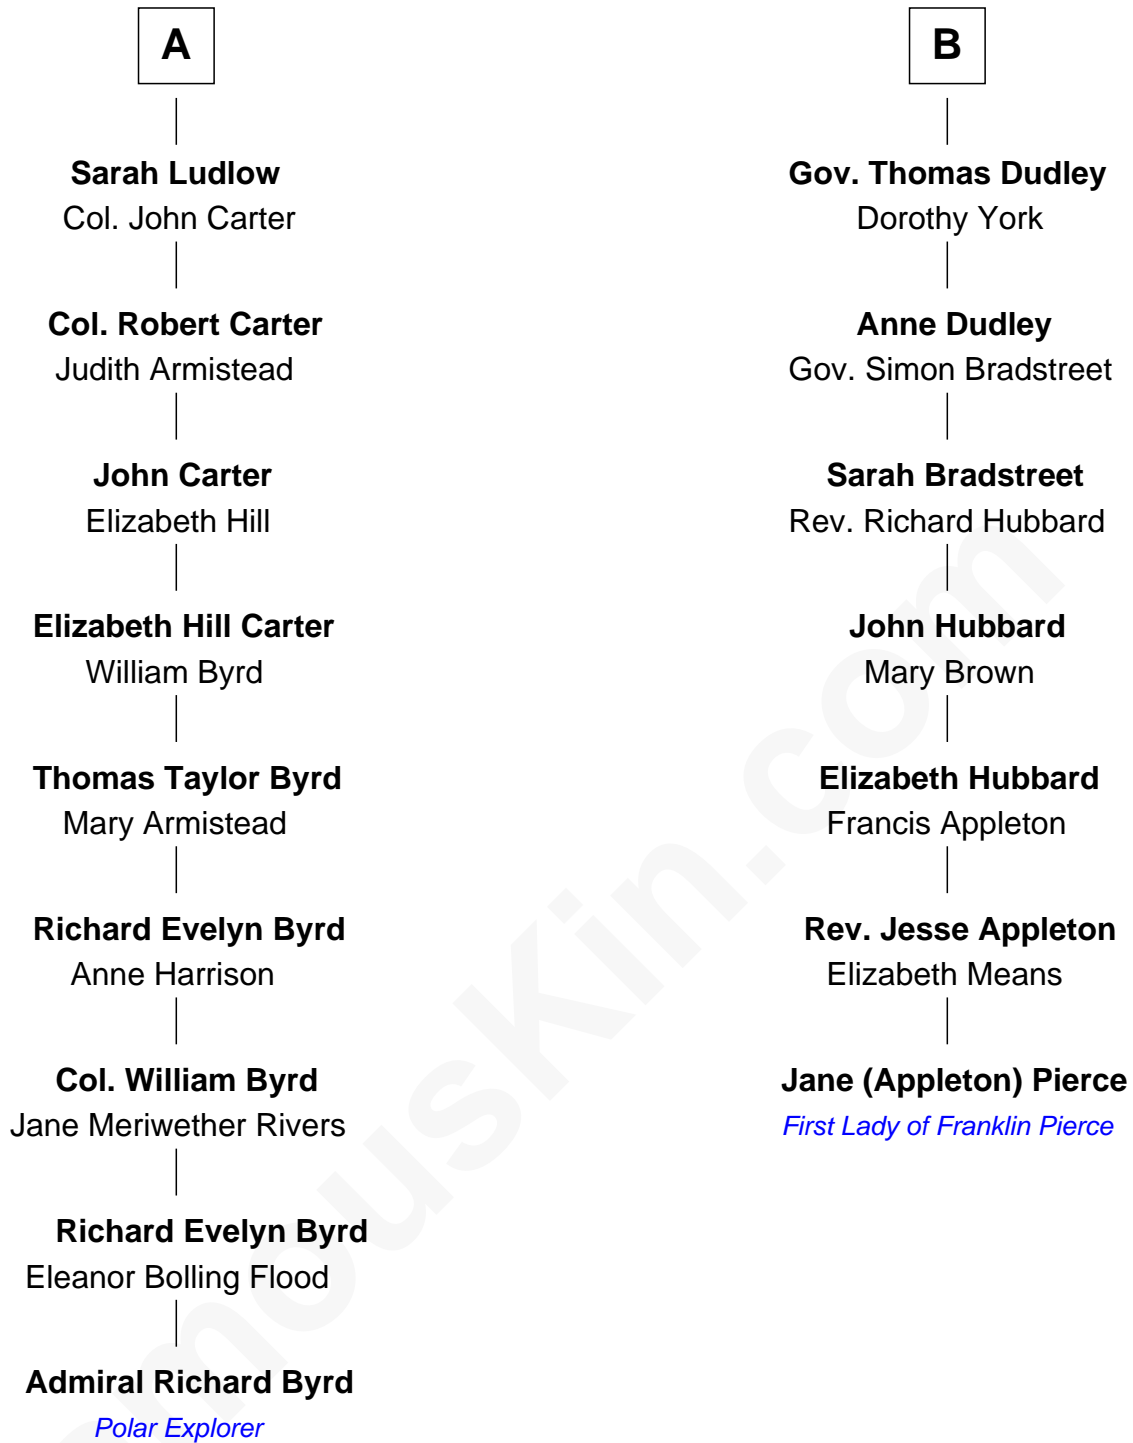 A
Sarah Ludlow
Col. John Carter
Col. Robert Carter
Judith Armistead
John Carter
Elizabeth Hill
Elizabeth Hill Carter
William Byrd
Thomas Taylor Byrd
Mary Armistead
Richard Evelyn Byrd
Anne Harrison
Col. William Byrd
Jane Meriwether Rivers
Richard Evelyn Byrd
Eleanor Bolling Flood
Admiral Richard Byrd
Polar Explorer
B
Gov. Thomas Dudley
Dorothy York
Anne Dudley
Gov. Simon Bradstreet
Sarah Bradstreet
Rev. Richard Hubbard
John Hubbard
Mary Brown
Elizabeth Hubbard
Francis Appleton
Rev. Jesse Appleton
Elizabeth Means
Jane (Appleton) Pierce
First Lady of Franklin Pierce
mousKin.com